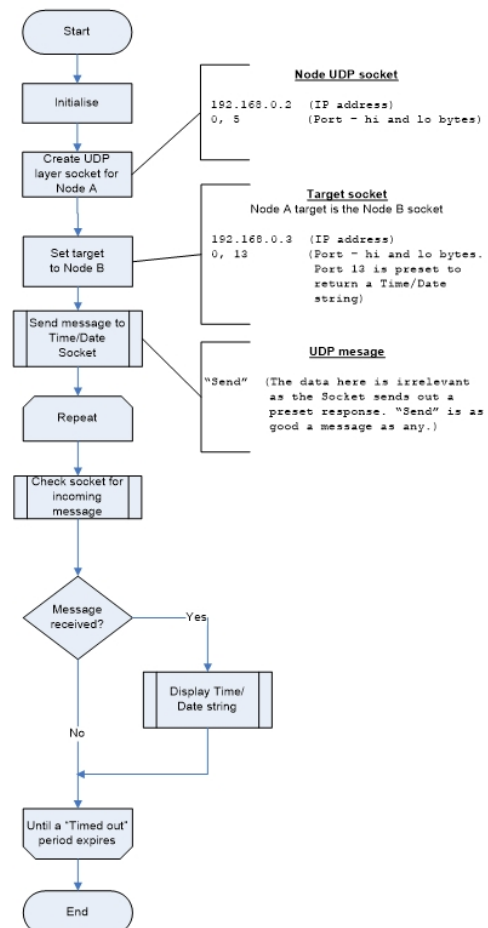 Start
Initialise
Create UDP
layer socket for
Node A
Node UDP socket
192.168.0.2 (IP address)
0, 5 (Port - hi and lo bytes)
Set target
to Node B
Target socket
Node A target is the Node B socket
192.168.0.3 (IP address)
0, 13 (Port - hi and lo bytes.
Port 13 is preset to
return a Time/Date
string)
Send message to
Time/Date
Socket
UDP mesage
"Send" (The data here is irrelevant
as the Socket sends out a
preset response. "Send" is as
good a message as any.)
Repeat
Check socket for
incoming
message
Message
received?
Yes
Display Time/
Date string
No
Until a "Timed out"
period expires
End